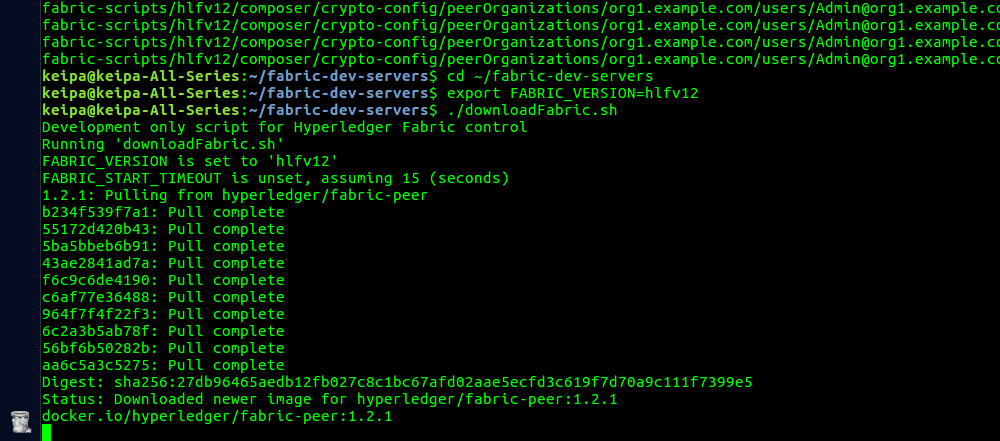 fabric-scripts/hlfv12/composer/crypto-config/peerOrganizations/org1.example.com/users/Admin@org1.example.co
fabric-scripts/hlfv12/composer/crypto-config/peerOrganizations/org1.example.com/users/Admin@org1.example.co
fabric-scripts/hlfv12/composer/crypto-config/peerOrganizations/org1.example.com/users/Admin@org1.example.co
fabric-scripts/hlfv12/composer/crypto-config/peerOrganizations/org1.example.com/users/Admin@org1.example.co
keipa@keipa-All-Series:~/fabric-dev-servers$ cd ~/fabric-dev-servers
keipa@keipa-All-Series:~/fabric-dev-servers$ export FABRIC_VERSION=hlfv12
keipa@keipa-All-Series:~/fabric-dev-servers$ ./downloadFabric.sh
Development only script for Hyperledger Fabric control
Running 'downloadFabric.sh'
FABRIC_VERSION is set to 'hlfv12'
FABRIC_START_TIMEOUT is unset, assuming 15 (seconds)
1.2.1: Pulling from hyperledger/fabric-peer
b234f539f7a1: Pull complete
55172d420b43: Pull complete
5ba5bbeb6b91: Pull complete
43ae2841ad7a: Pull complete
f6c9c6de4190: Pull complete
c6af77e36488: Pull complete
964f7f4f22f3: Pull complete
6c2a3b5ab78f: Pull complete
56bf6b50282b: Pull complete
aa6c5a3c5275: Pull complete
Digest: sha256:27db96465aedb12fb027c8c1bc67afd02aae5ecfd3c619f7d70a9c111f7399e5
Status: Downloaded newer image for hyperledger/fabric-peer:1.2.1
docker.io/hyperledger/fabric-peer:1.2.1